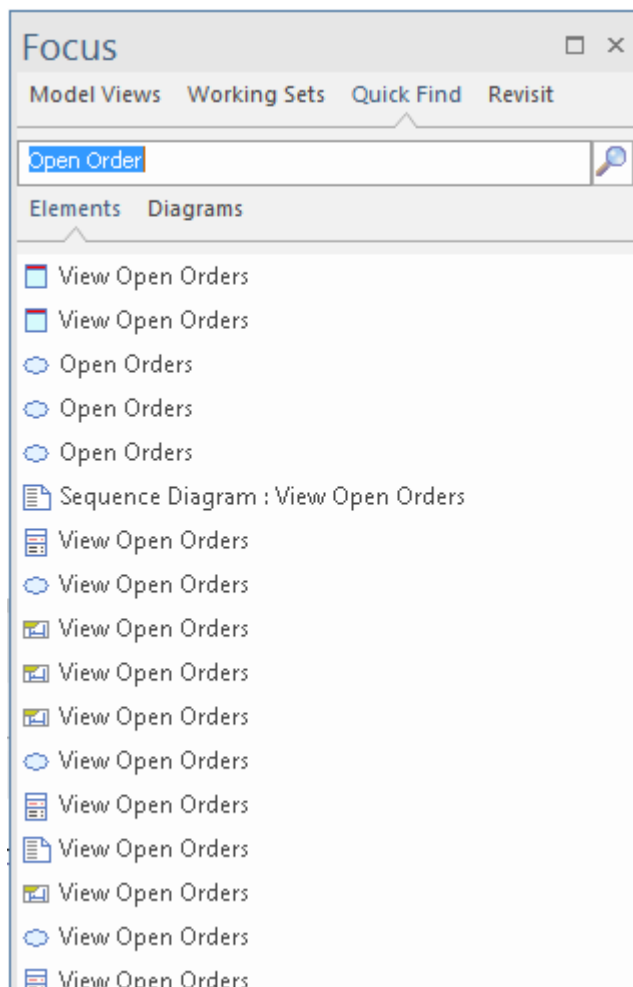 Focus
Model Views Working Sets Quick Find Revisit
Open Order
Elements Diagrams
View Open Orders
View Open Orders
Open Orders
Open Orders
Open Orders
Sequence Diagram : View Open Orders
View Open Orders
View Open Orders
View Open Orders
View Open Orders
View Open Orders
View Open Orders
View Open Orders
View Open Orders
View Open Orders
View Open Orders
View Open Orders